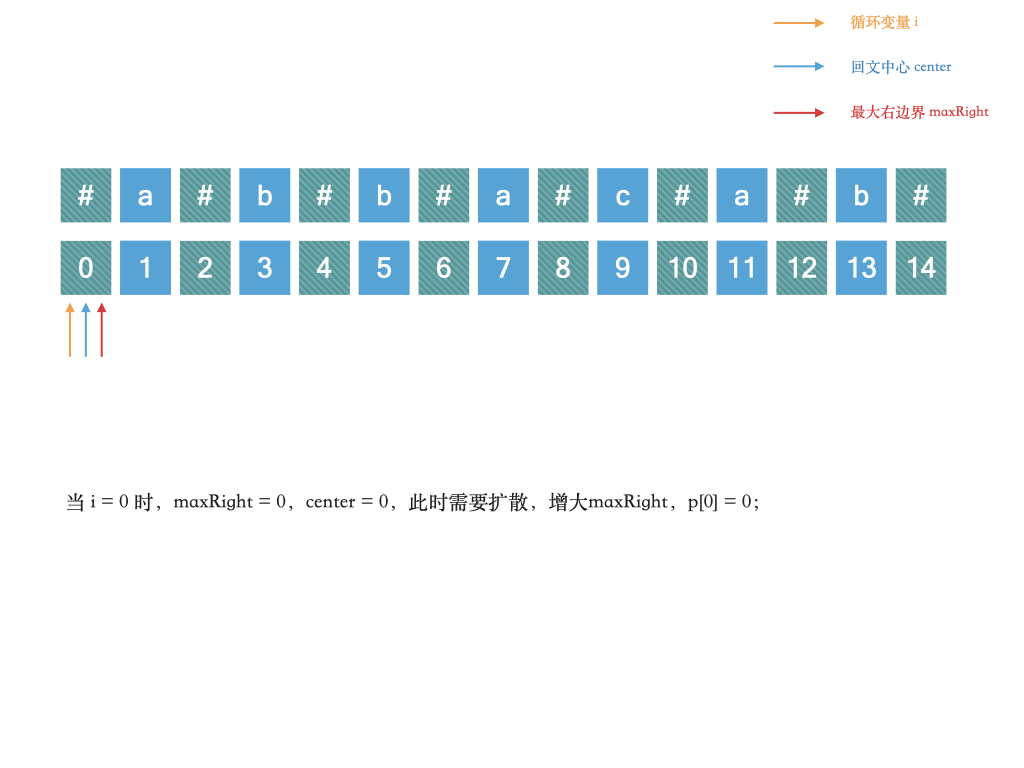 循环变量 i
回文中心 center
最大右边界 maxRight
# a # b # b # a # c # a # b #
0 1 2 3 4 5 6 7 8 9 10 11 12 13 14
当 i = 0 时，maxRight = 0，center = 0，此时需要扩散，增大maxRight，p[0] = 0；